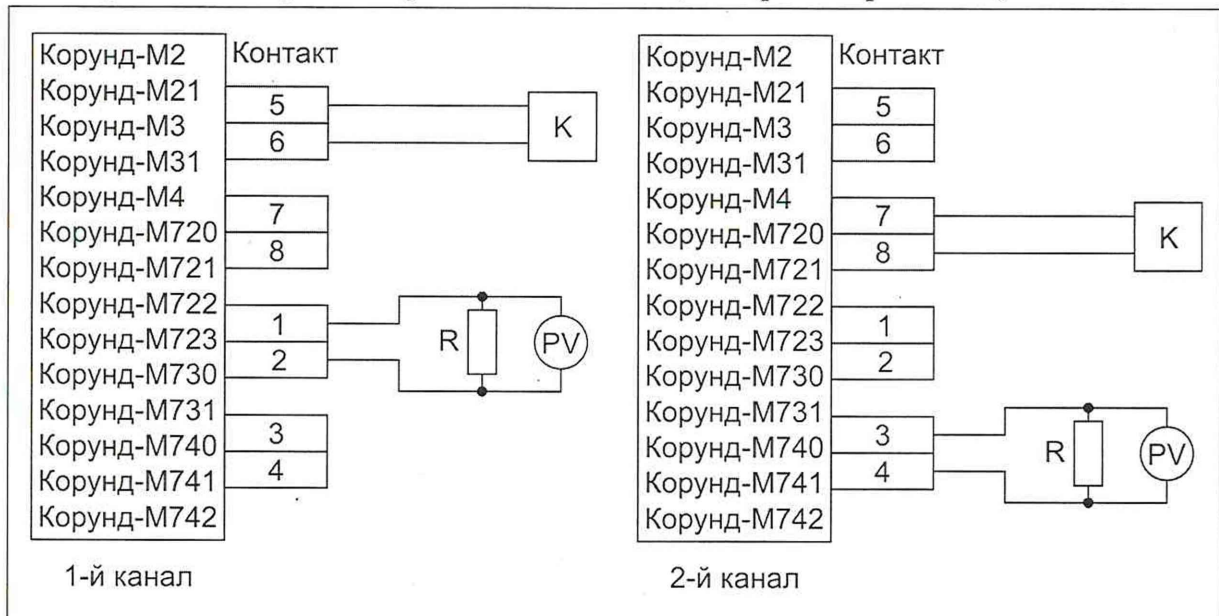 Корунд-М2
Корунд-М21
Корунд-М3
Корунд-М31
Корунд-М4
Корунд-М720
Корунд-М721
Корунд-М722
Корунд-М723
Корунд-М730
Корунд-М731
Корунд-М740
Корунд-М741
Корунд-М742
Контакт
5
6
7
8
1
2
3
4
K
R
PV
1-й канал
Корунд-М2
Корунд-М21
Корунд-М3
Корунд-М31
Корунд-М4
Корунд-М720
Корунд-М721
Корунд-М722
Корунд-М723
Корунд-М730
Корунд-М731
Корунд-М740
Корунд-М741
Корунд-М742
Контакт
5
6
7
8
1
2
3
4
K
R
PV
2-й канал